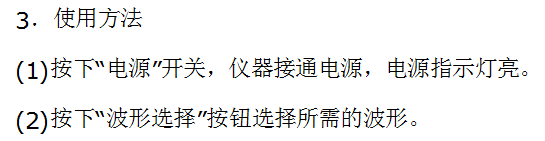 3．使用方法
(1)按下“电源”开关，仪器接通电源，电源指示灯亮。
(2)按下“波形选择”按钮选择所需的波形。